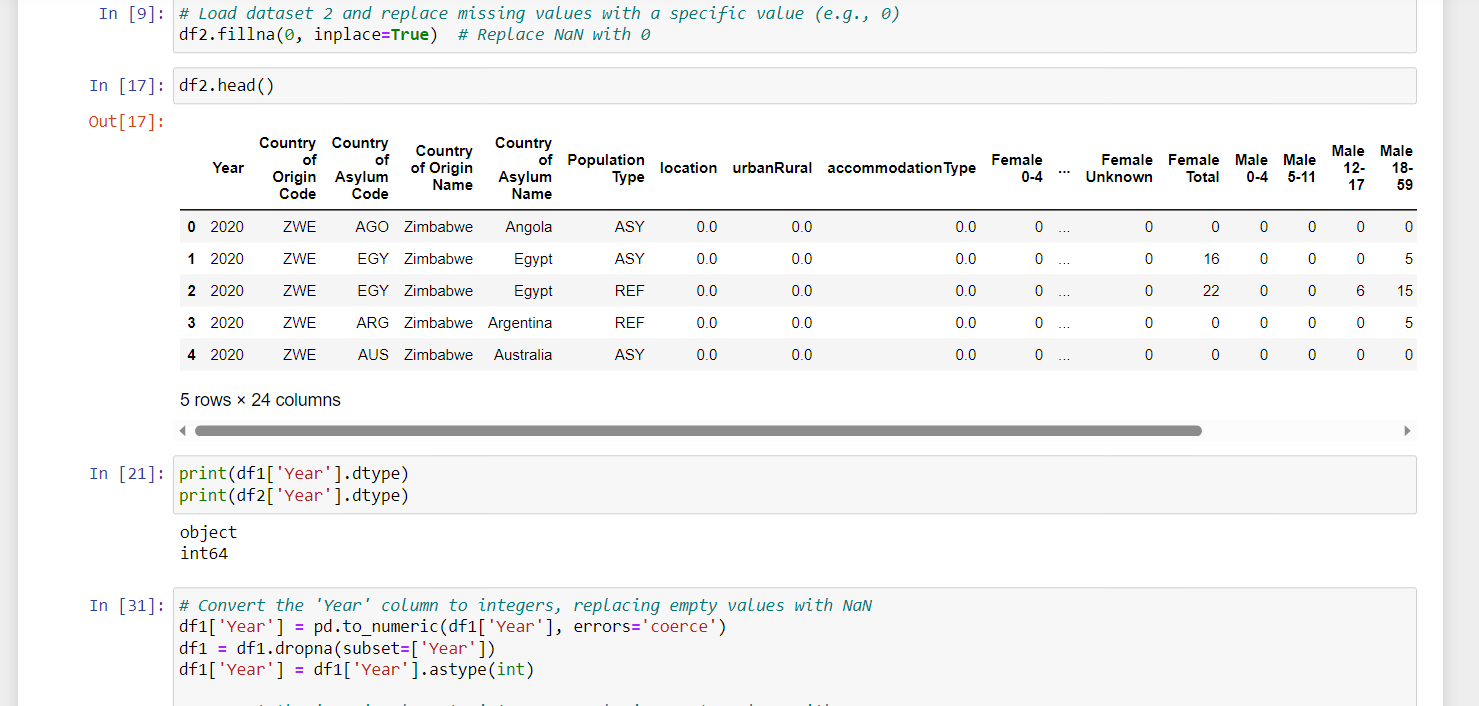 In [9]: # Load dataset 2 and replace missing values with a specific value (e.g., 0)
df2.fillna(0, inplace=True)  # Replace NaN with 0
In [17]: df2.head()
Out[17]:
Year Country of Origin Code Country of Asylum Code Country of Origin Name Country of Asylum Name Population Type location urbanRural accommodationType Female 0-4 ... Female Unknown Female Total Male 0-4 Male 5-11 Male 12-17 Male 18-59
0 2020 ZWE AGO Zimbabwe Angola ASY 0.0 0.0 0.0 0 ... 0 0 0 0 0 0
1 2020 ZWE EGY Zimbabwe Egypt ASY 0.0 0.0 0.0 0 ... 0 16 0 0 0 5
2 2020 ZWE EGY Zimbabwe Egypt REF 0.0 0.0 0.0 0 ... 0 22 0 0 6 15
3 2020 ZWE ARG Zimbabwe Argentina REF 0.0 0.0 0.0 0 ... 0 0 0 0 0 5
4 2020 ZWE AUS Zimbabwe Australia ASY 0.0 0.0 0.0 0 ... 0 0 0 0 0 0
5 rows × 24 columns
In [21]: print(df1['Year'].dtype)
print(df2['Year'].dtype)
object
int64
In [31]: # Convert the 'Year' column to integers, replacing empty values with NaN
df1['Year'] = pd.to_numeric(df1['Year'], errors='coerce')
df1 = df1.dropna(subset=['Year'])
df1['Year'] = df1['Year'].astype(int)